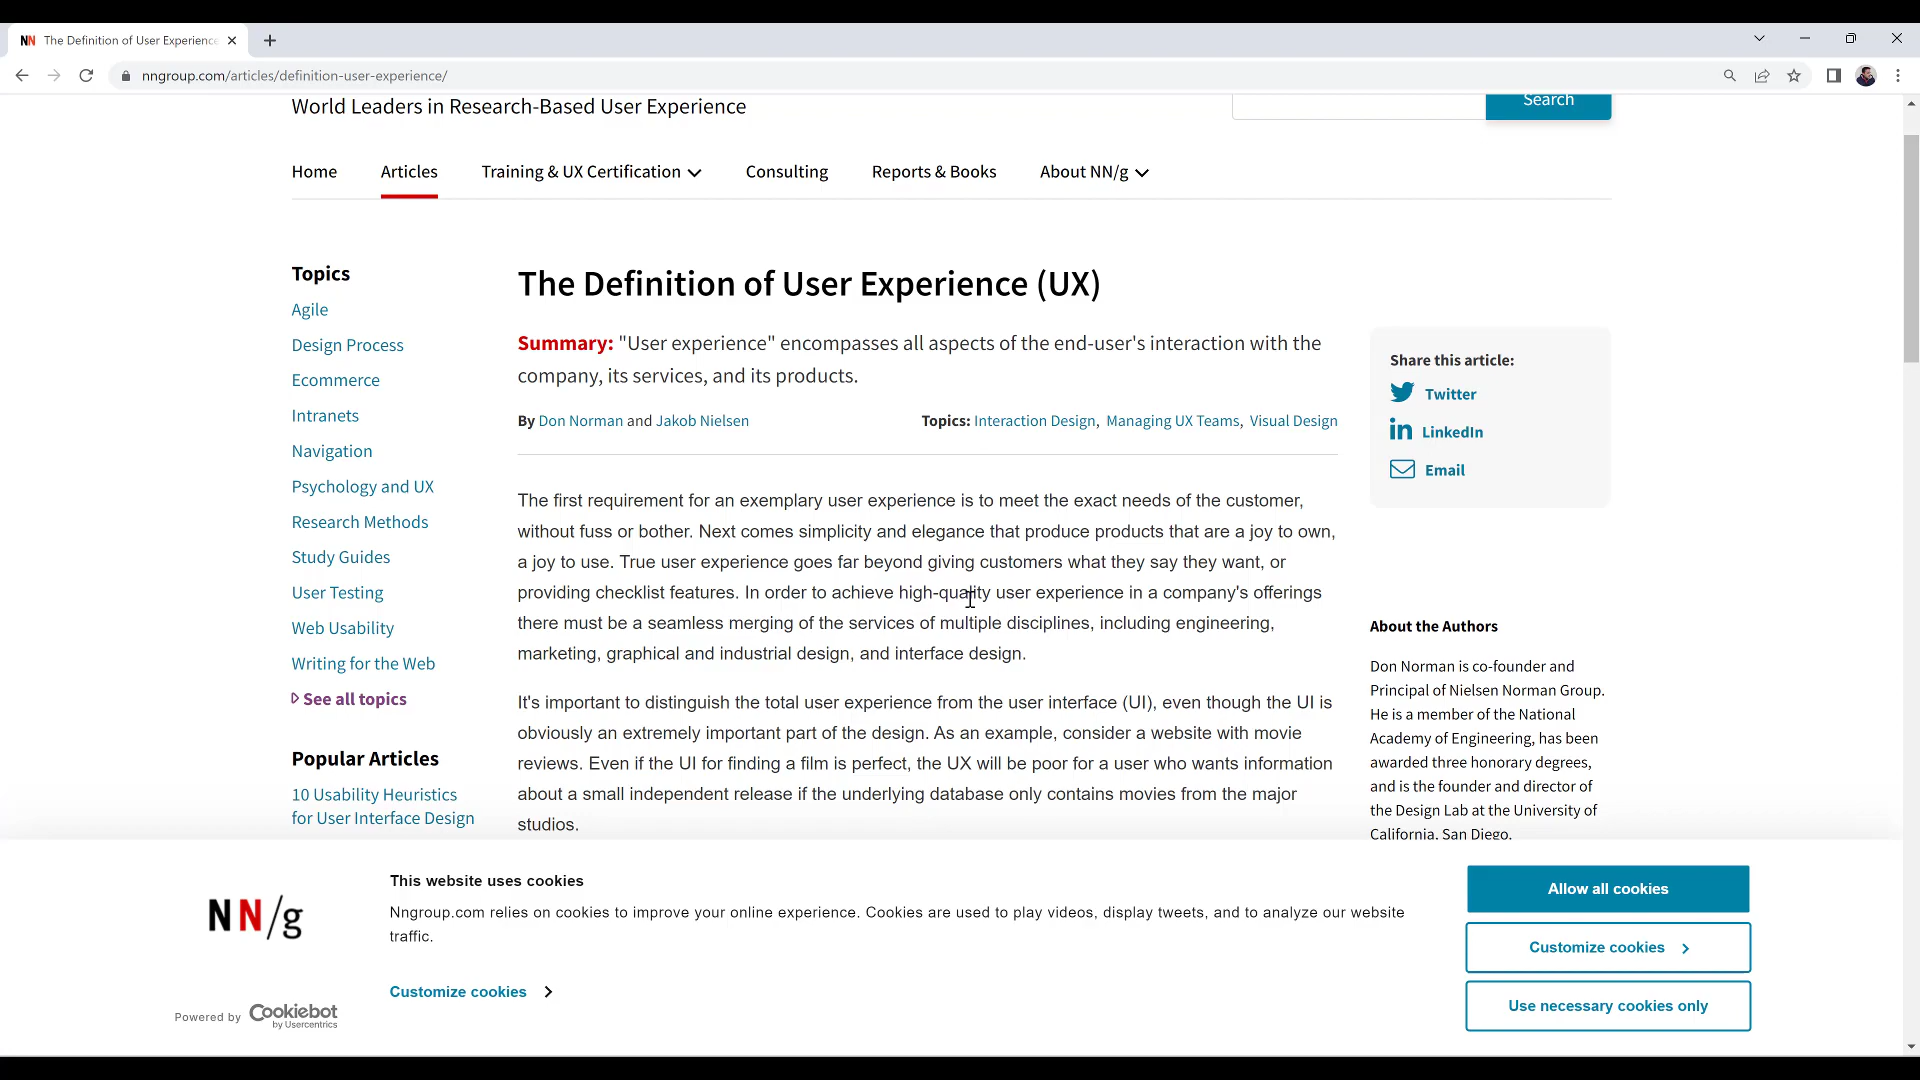 NN The Definition of User Experience
nngroup.com/articles/definition-user-experience/
World Leaders in Research-Based User Experience
Search
Home Articles Training & UX Certification Consulting Reports & Books About NN/g
Topics
Agile
Design Process
Ecommerce
Intranets
Navigation
Psychology and UX
Research Methods
Study Guides
User Testing
Web Usability
Writing for the Web
See all topics
Popular Articles
10 Usability Heuristics
for User Interface Design
The Definition of User Experience (UX)
Summary: "User experience" encompasses all aspects of the end-user's interaction with the
company, its services, and its products.
By Don Norman and Jakob Nielsen
Topics: Interaction Design, Managing UX Teams, Visual Design
The first requirement for an exemplary user experience is to meet the exact needs of the customer,
without fuss or bother. Next comes simplicity and elegance that produce products that are a joy to own,
a joy to use. True user experience goes far beyond giving customers what they say they want, or
providing checklist features. In order to achieve high-quality user experience in a company's offerings
there must be a seamless merging of the services of multiple disciplines, including engineering,
marketing, graphical and industrial design, and interface design.
It's important to distinguish the total user experience from the user interface (UI), even though the UI is
obviously an extremely important part of the design. As an example, consider a website with movie
reviews. Even if the UI for finding a film is perfect, the UX will be poor for a user who wants information
about a small independent release if the underlying database only contains movies from the major
studios.
Share this article:
Twitter
LinkedIn
Email
About the Authors
Don Norman is co-founder and
Principal of Nielsen Norman Group.
He is a member of the National
Academy of Engineering, has been
awarded three honorary degrees,
and is the founder and director of
the Design Lab at the University of
California, San Diego.
NN/g
Powered by Cookiebot
by Usercentrics
This website uses cookies
Nngroup.com relies on cookies to improve your online experience. Cookies are used to play videos, display tweets, and to analyze our website
traffic.
Customize cookies
Allow all cookies
Customize cookies
Use necessary cookies only